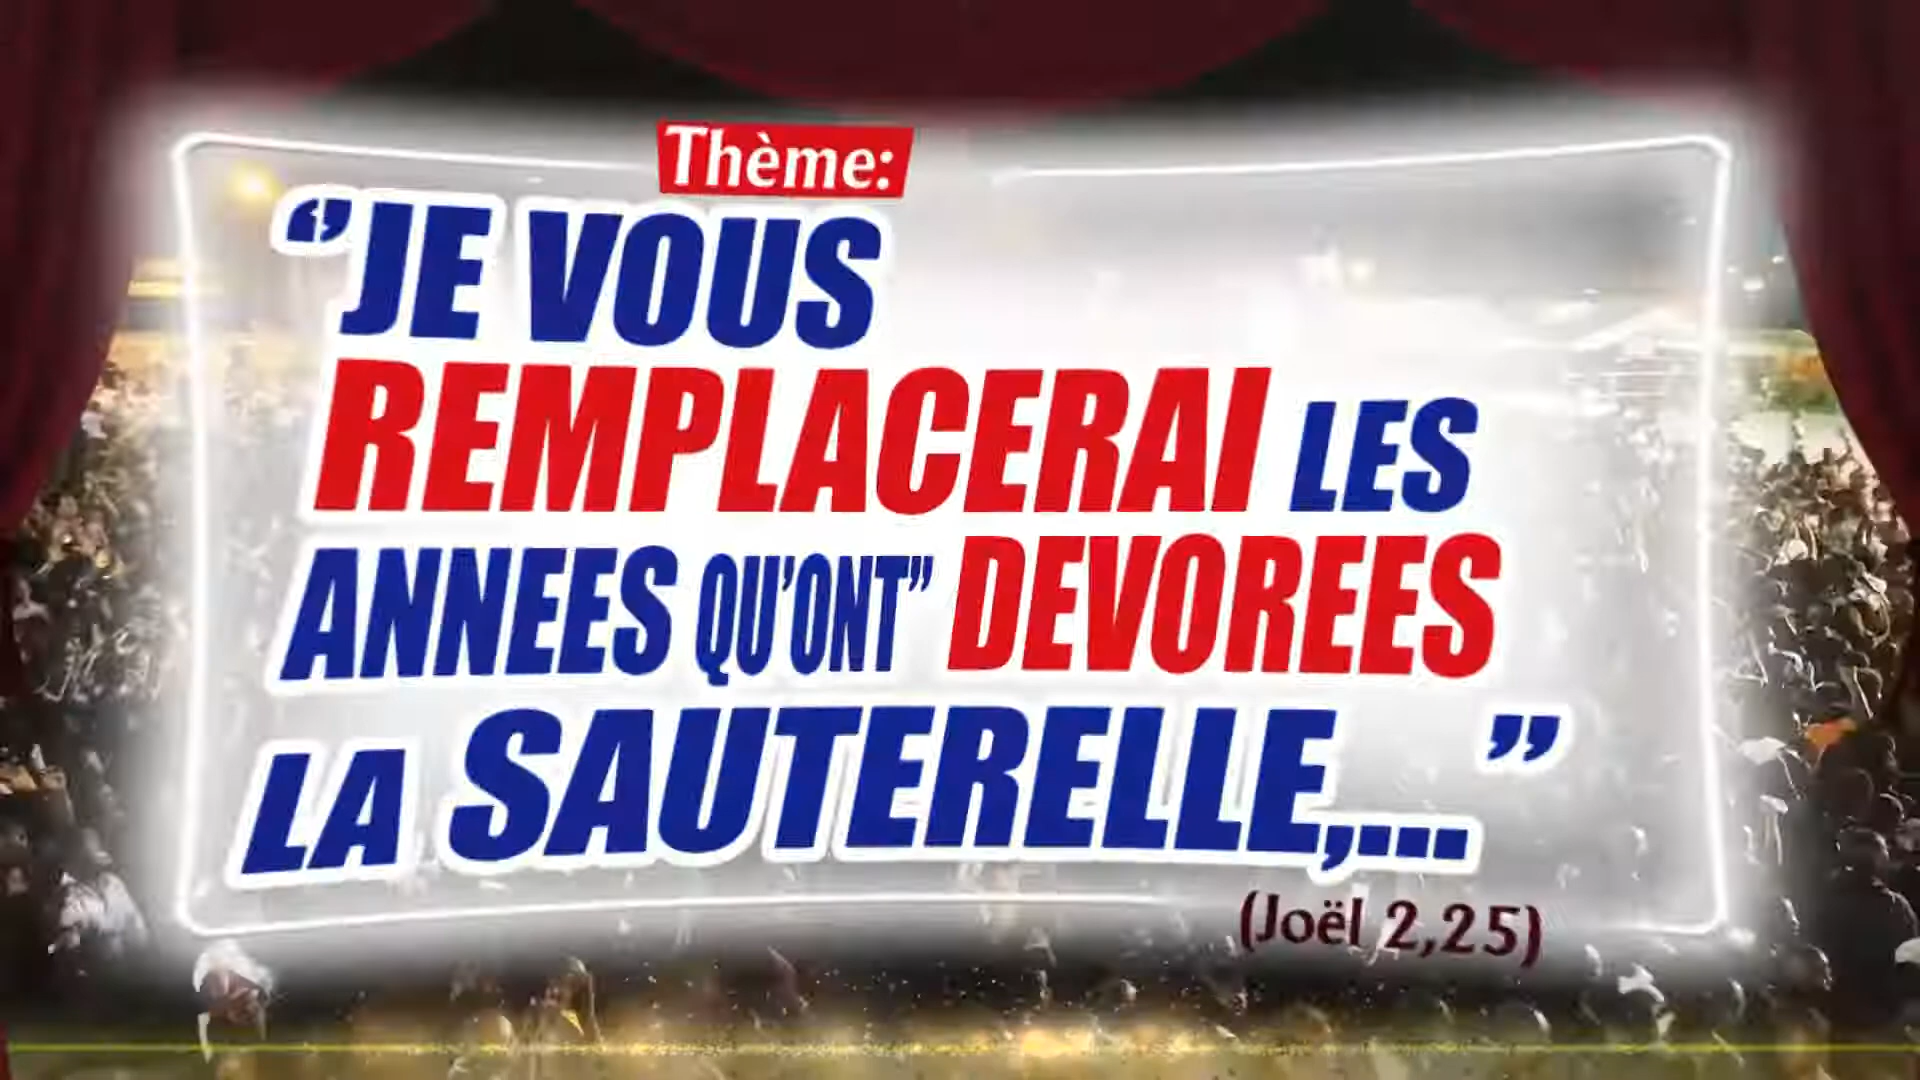 Thème:
‘’JE VOUS
REMPLACERAI LES
ANNEES QU’ONT” DEVOREES
LA SAUTERELLE,...”
(Joël 2,25)